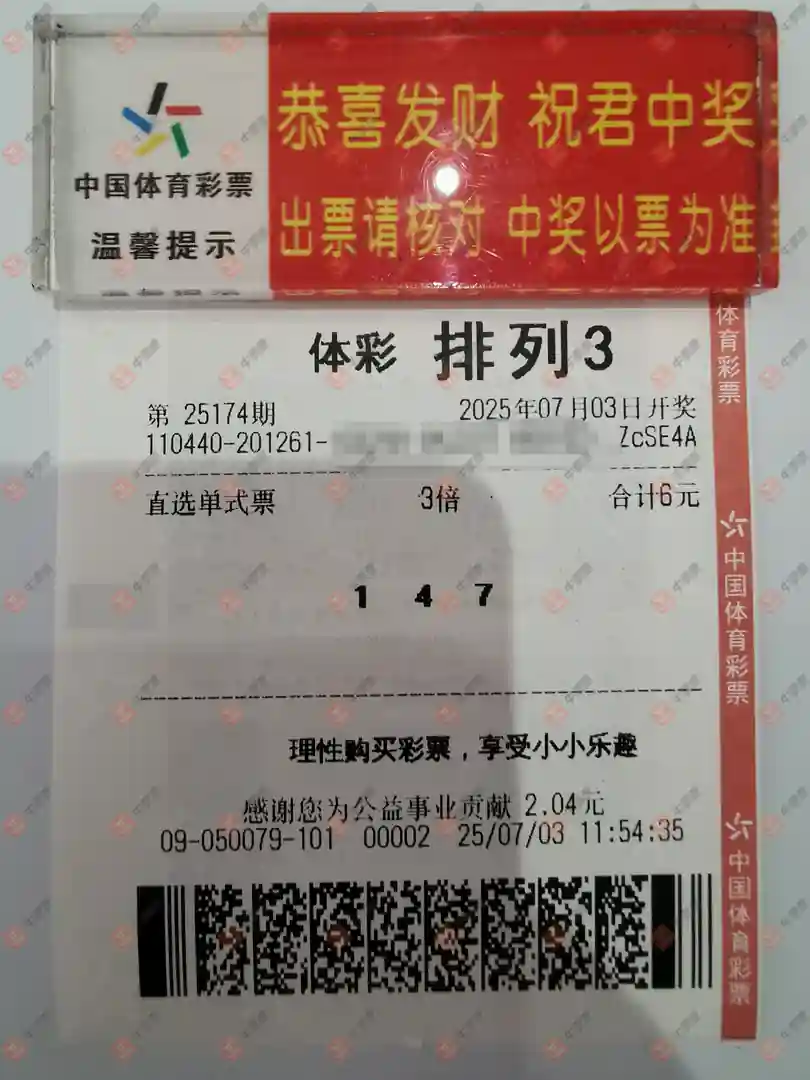 中国体育彩票
温馨提示
恭喜发财 祝君中奖
出票请核对 中奖以票为准
体彩 排列3
第 25174期 2025年07月03日开奖
110440-201261- ZcSE4A
直选单式票 3倍 合计6元
1 4 7
理性购买彩票，享受小小乐趣
感谢您为公益事业贡献 2.04元
09-050079-101 00002 25/07/03 11:54:35
体育彩票
中国体育彩票
中国体育彩票